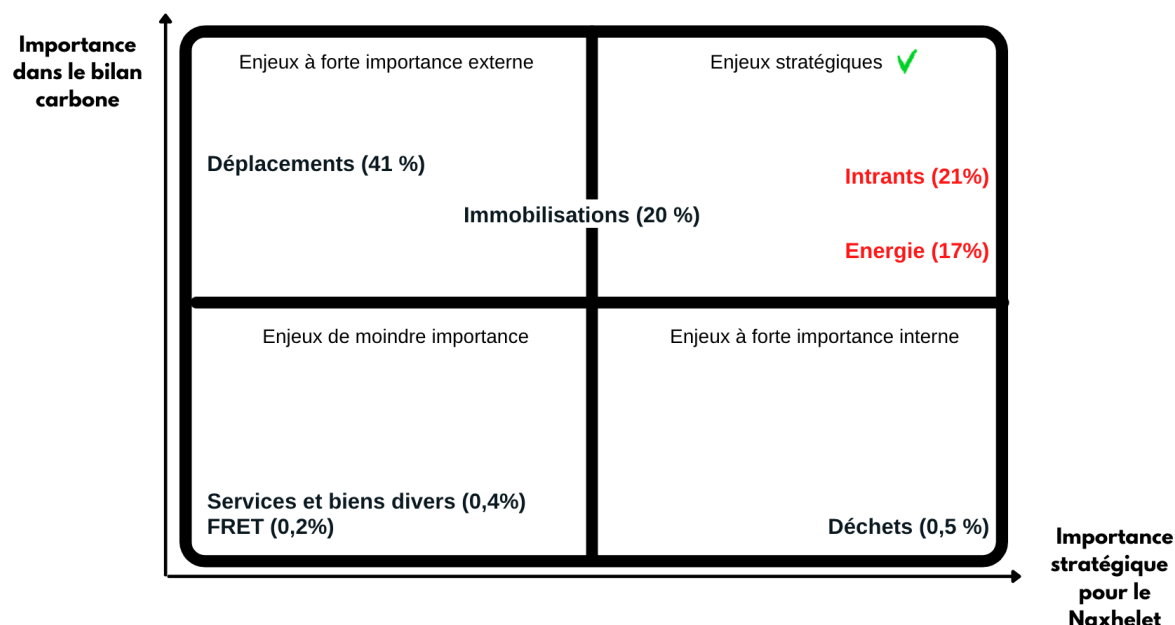 Importance
dans le bilan
carbone
Enjeux à forte importance externe
Enjeux stratégiques
Déplacements (41 %)
Intrants (21%)
Immobilisations (20 %)
Energie (17%)
Enjeux de moindre importance
Enjeux à forte importance interne
Services et biens divers (0,4%)
FRET (0,2%)
Déchets (0,5 %)
Importance
stratégique
pour le
Naxhelet